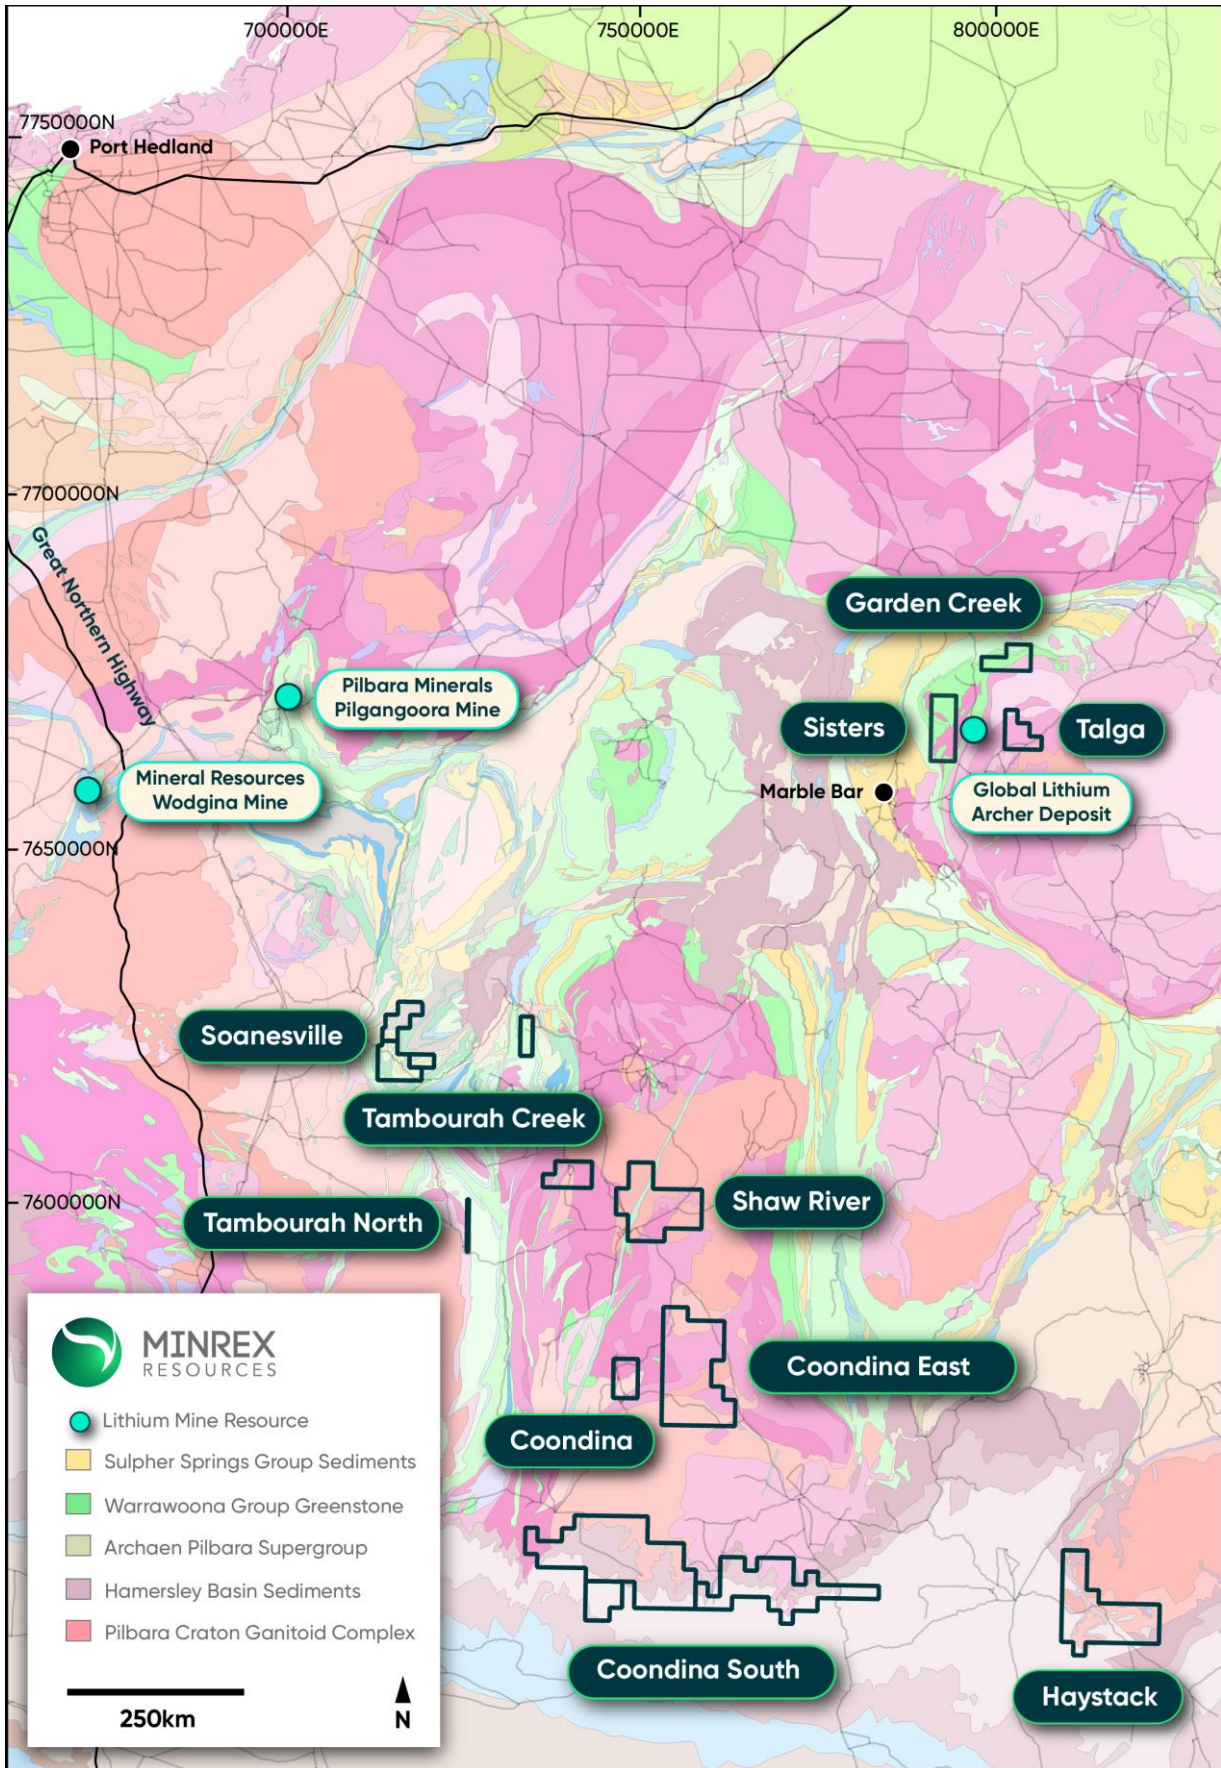 700000E
750000E
800000E
7750000N
Port Hedland
7700000N
Great Northern Highway
Garden Creek
Pilbara Minerals
Pilgangoora Mine
Sisters
Talga
Mineral Resources
Wodgina Mine
Marble Bar
Global Lithium
Archer Deposit
7650000N
Soanesville
Tambourah Creek
7600000N
Tambourah North
Shaw River
Coondina East
Coondina
Coondina South
Haystack
MINREX
RESOURCES
Lithium Mine Resource
Sulpher Springs Group Sediments
Warrawoona Group Greenstone
Archaen Pilbara Supergroup
Hamersley Basin Sediments
Pilbara Craton Ganitoid Complex
250km
N